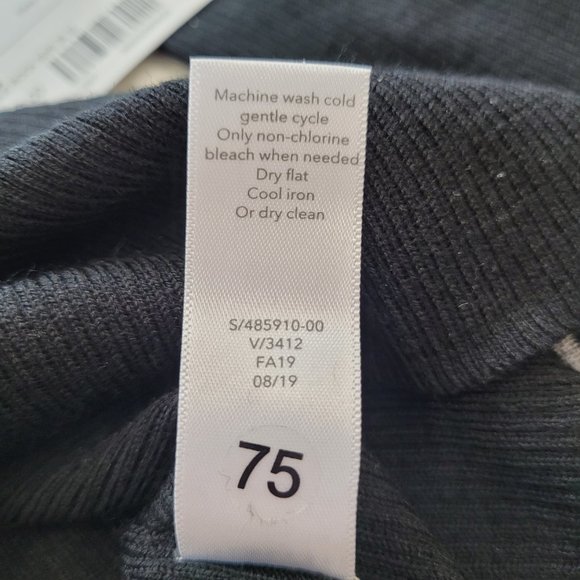 Machine wash cold
gentle cycle
Only non-chlorine
bleach when needed
Dry flat
Cool iron
Or dry clean
S/485910-00
V/3412
FA19
08/19
75